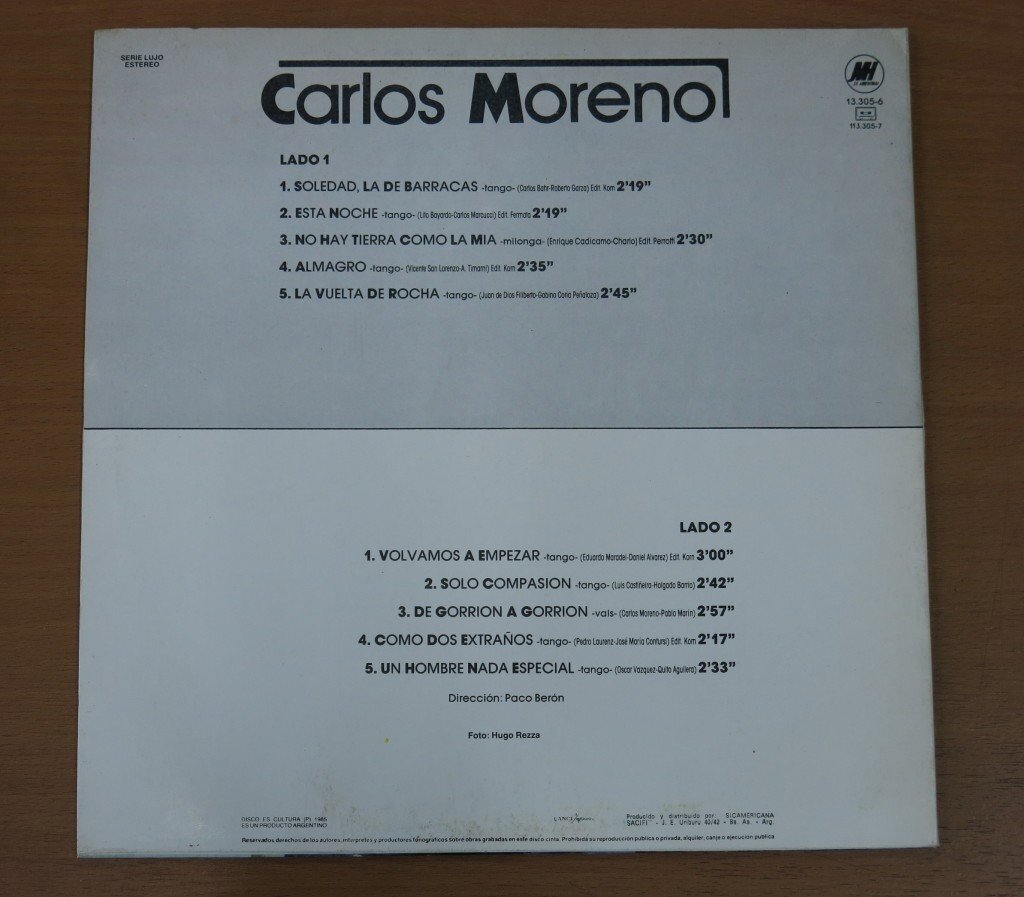 SERIE LUJO
ESTEREO
Carlos Moreno
MH
13.305-6
113.305-7
LADO 1
1. SOLEDAD, LA DE BARRACAS -tango- (Carlos Bahr-Roberto Garza) Edit. Korn 2'19"
2. ESTA NOCHE -tango- (Lito Bayardo-Carlos Marcucci) Edit. Fermata 2'19"
3. NO HAY TIERRA COMO LA MIA -milonga- (Enrique Cadicamo-Charlo) Edit. Perrotti 2'30"
4. ALMAGRO -tango- (Vicente San Lorenzo-A. Timarni) Edit. Korn 2'35"
5. LA VUELTA DE ROCHA -tango- (Juan de Dios Filiberto-Gabino Coria Peñaloza) 2'45"
LADO 2
1. VOLVAMOS A EMPEZAR -tango- (Eduardo Maradei-Daniel Alvarez) Edit. Korn 3'00"
2. SOLO COMPASION -tango- (Luis Castiñeira-Holgado Barrio) 2'42"
3. DE GORRION A GORRION -vals- (Carlos Moreno-Pablo Marin) 2'57"
4. COMO DOS EXTRAÑOS -tango- (Pedro Laurenz-José Maria Contursi) Edit. Korn 2'17"
5. UN HOMBRE NADA ESPECIAL -tango- (Oscar Vazquez-Quito Aguilera) 2'33"
Dirección: Paco Berón
Foto: Hugo Rezza
DISCO ES CULTURA (P) 1985
ES UN PRODUCTO ARGENTINO
Producido y distribuido por: SICAMERICANA
SACIFI - J. E. Uriburu 40/42 - Bs. As. - Arg.
Reservados derechos de los autores, interpretes y productores fonográficos sobre obras grabadas en este disco cinta. Prohibida su reproducción publica o privada, alquiler, canje o ejecucion publica